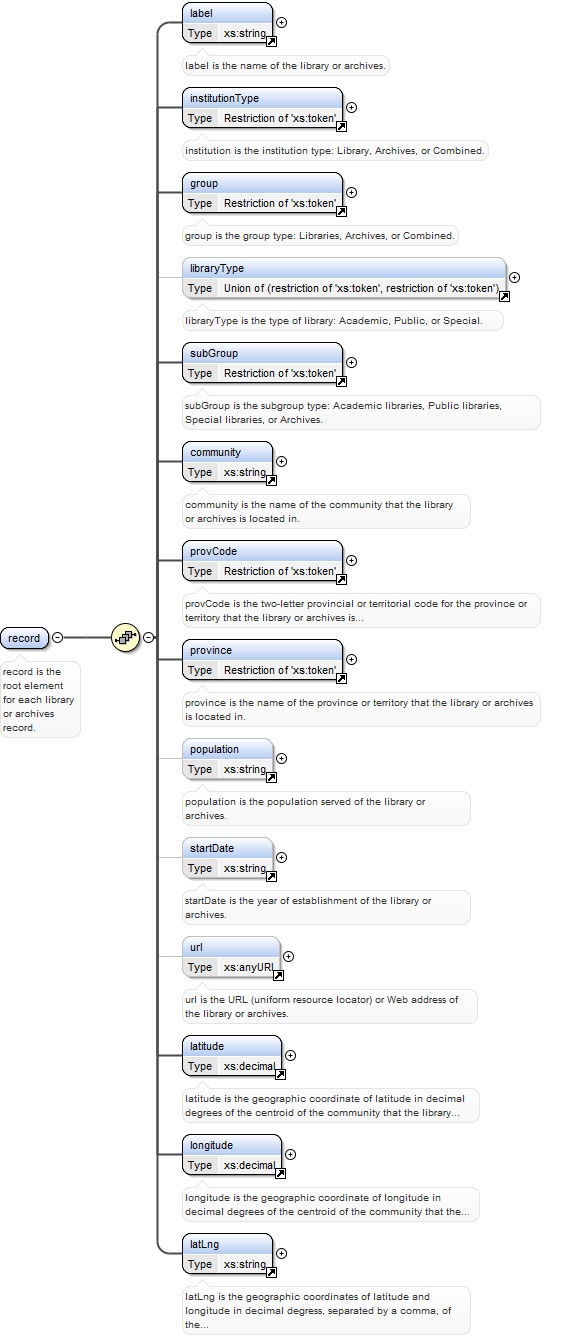 label
Type xs:string
label is the name of the library or archives.
institutionType
Type Restriction of 'xs:token'
institution is the institution type: Library, Archives, or Combined.
group
Type Restriction of 'xs:token'
group is the group type: Libraries, Archives, or Combined.
libraryType
Type Union of (restriction of 'xs:token', restriction of 'xs:token')
libraryType is the type of library: Academic, Public, or Special.
subGroup
Type Restriction of 'xs:token'
subGroup is the subgroup type: Academic libraries, Public libraries,
Special libraries, or Archives.
community
Type xs:string
community is the name of the community that the library
or archives is located in.
provCode
Type Restriction of 'xs:token'
provCode is the two-letter provincial or territorial code for the province or
territory that the library or archives is...
record
record is the
root element
for each library
or archives
record.
province
Type Restriction of 'xs:token'
province is the name of the province or territory that the library or archives
is located in.
population
Type xs:string
population is the population served of the library or
archives.
startDate
Type xs:string
startDate is the year of establishment of the library or
archives.
url
Type xs:anyURI
url is the URL (uniform resource locator) or Web address of
the library or archives.
latitude
Type xs:decimal
latitude is the geographic coordinate of latitude in decimal
degrees of the centroid of the community that the library...
longitude
Type xs:decimal
longitude is the geographic coordinate of longitude in
decimal degrees of the centroid of the community that the...
latLng
Type xs:string
latLng is the geographic coordinates of latitude and
longitude in decimal degress, separated by a comma, of
the...